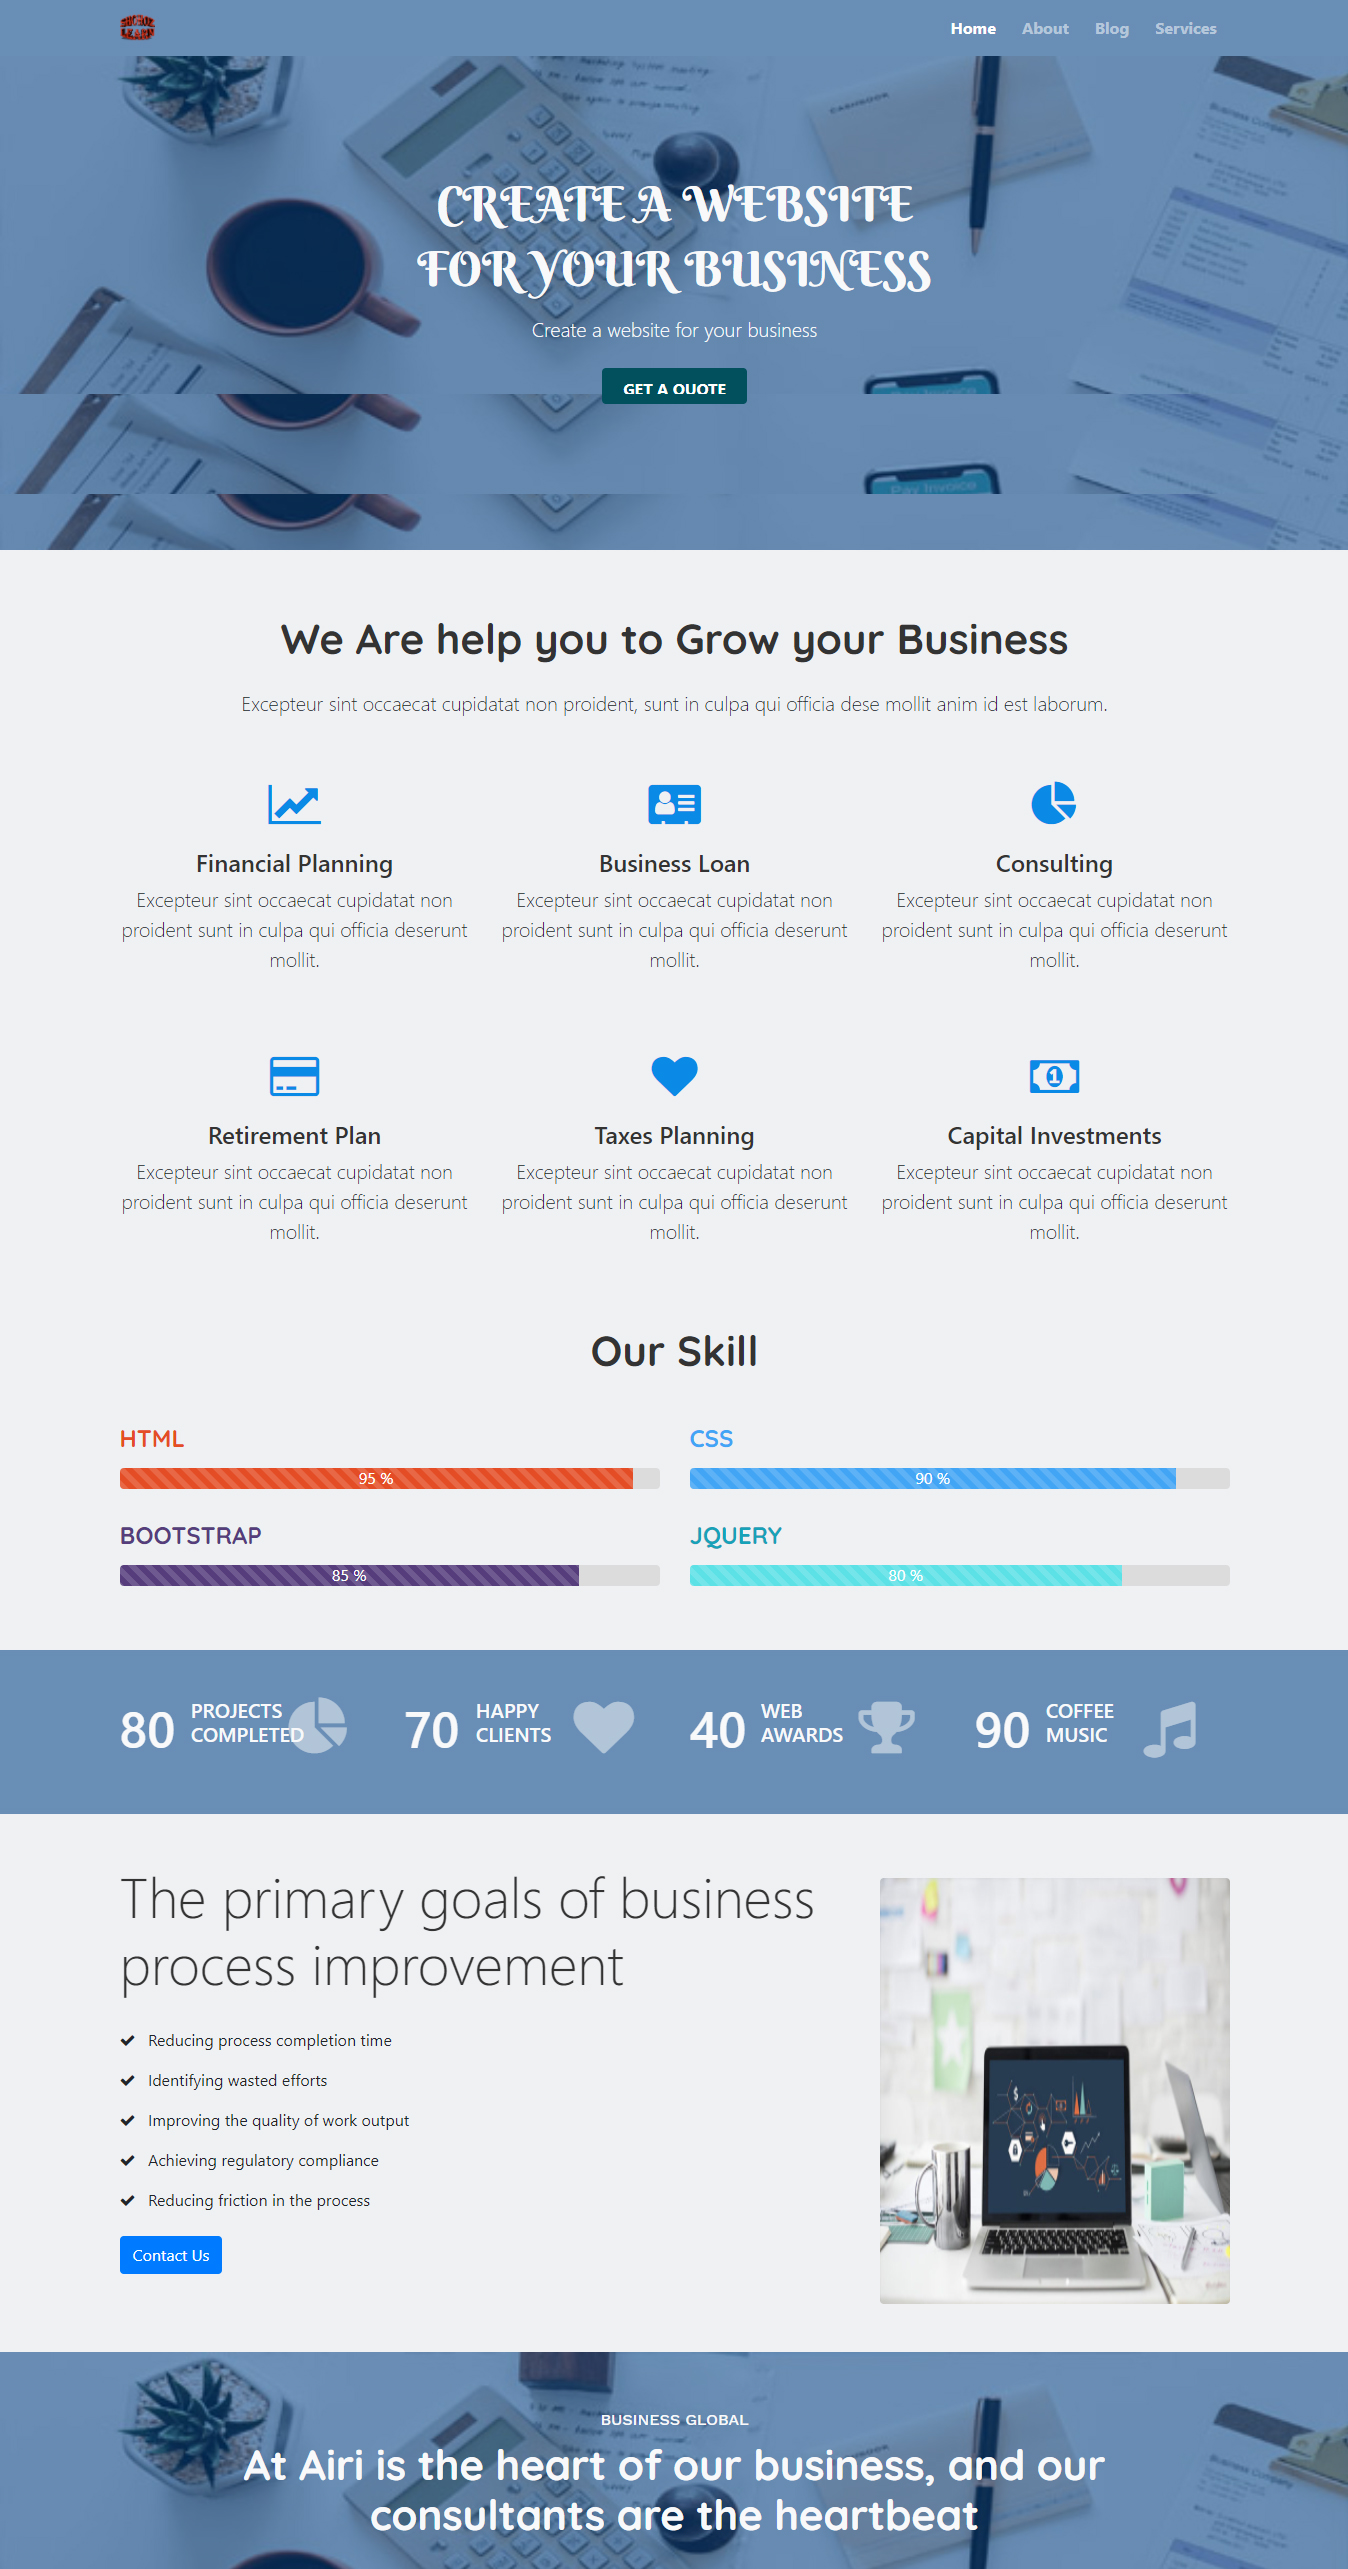 Home About Blog Services
CASHBOOK
CREATE A WEBSITE
FOR YOUR BUSINESS
Create a website for your business
GET A QUOTE
Pay Invoice
We Are help you to Grow your Business
Excepteur sint occaecat cupidatat non proident, sunt in culpa qui officia dese mollit anim id est laborum.
Financial Planning
Excepteur sint occaecat cupidatat non
proident sunt in culpa qui officia deserunt
mollit.
Business Loan
Excepteur sint occaecat cupidatat non
proident sunt in culpa qui officia deserunt
mollit.
Consulting
Excepteur sint occaecat cupidatat non
proident sunt in culpa qui officia deserunt
mollit.
Retirement Plan
Excepteur sint occaecat cupidatat non
proident sunt in culpa qui officia deserunt
mollit.
Taxes Planning
Excepteur sint occaecat cupidatat non
proident sunt in culpa qui officia deserunt
mollit.
Capital Investments
Excepteur sint occaecat cupidatat non
proident sunt in culpa qui officia deserunt
mollit.
Our Skill
HTML
95 %
CSS
90 %
BOOTSTRAP
85 %
JQUERY
80 %
80 PROJECTS
COMPLETED
70 HAPPY
CLIENTS
40 WEB
AWARDS
90 COFFEE
MUSIC
The primary goals of business
process improvement
Reducing process completion time
Identifying wasted efforts
Improving the quality of work output
Achieving regulatory compliance
Reducing friction in the process
Contact Us
BUSINESS GLOBAL
At Airi is the heart of our business, and our
consultants are the heartbeat